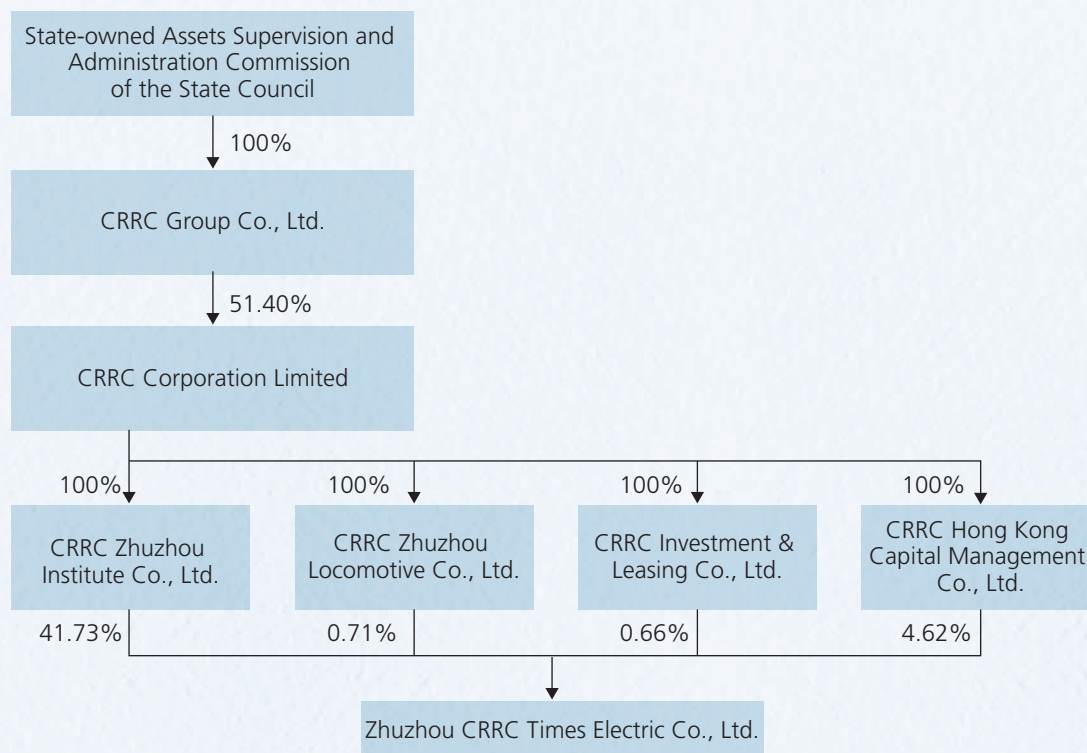 State-owned Assets Supervision and
Administration Commission
of the State Council
100%
CRRC Group Co., Ltd.
51.40%
CRRC Corporation Limited
100%
100%
100%
100%
CRRC Zhuzhou
Institute Co., Ltd.
CRRC Zhuzhou
Locomotive Co., Ltd.
CRRC Investment &
Leasing Co., Ltd.
CRRC Hong Kong
Capital Management
Co., Ltd.
41.73%
0.71%
0.66%
4.62%
Zhuzhou CRRC Times Electric Co., Ltd.